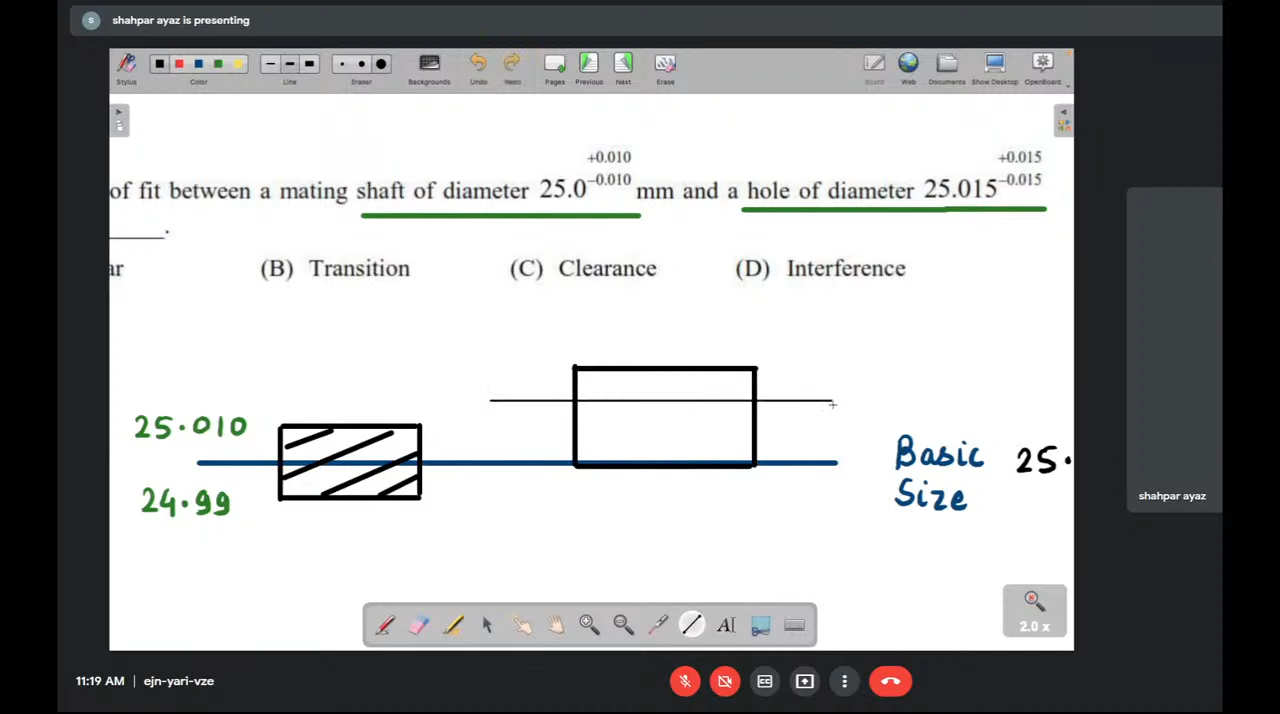 shahpar ayaz is presenting
Stylus
Color
Line
Eraser
Backgrounds
Undo
Redo
Pages
Previous
Next
Erase
Board
Web
Documents
Show Desktop
OpenBoard
+0.010
+0.015
of fit between a mating shaft of diameter 25.0 −0.010 mm and a hole of diameter 25.015 −0.015
______.
ar
(B) Transition
(C) Clearance
(D) Interference
25.010
24.99
Basic
Size
25.
shahpar ayaz
2.0 x
11:19 AM | ejn-yari-vze